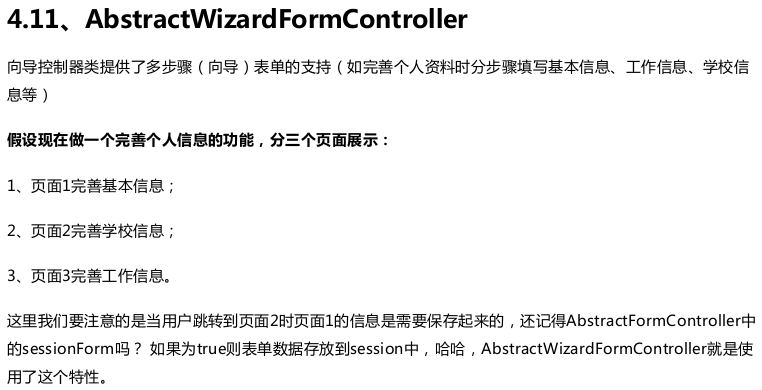 4.11、AbstractWizardFormController
向导控制器类提供了多步骤（向导）表单的支持（如完善个人资料时分步骤填写基本信息、工作信息、学校信
息等）
假设现在做一个完善个人信息的功能，分三个页面展示：
1、页面1完善基本信息；
2、页面2完善学校信息；
3、页面3完善工作信息。
这里我们要注意的是当用户跳转到页面2时页面1的信息是需要保存起来的，还记得AbstractFormController中
的sessionForm吗？ 如果为true则表单数据存放到session中，哈哈，AbstractWizardFormController就是使
用了这个特性。